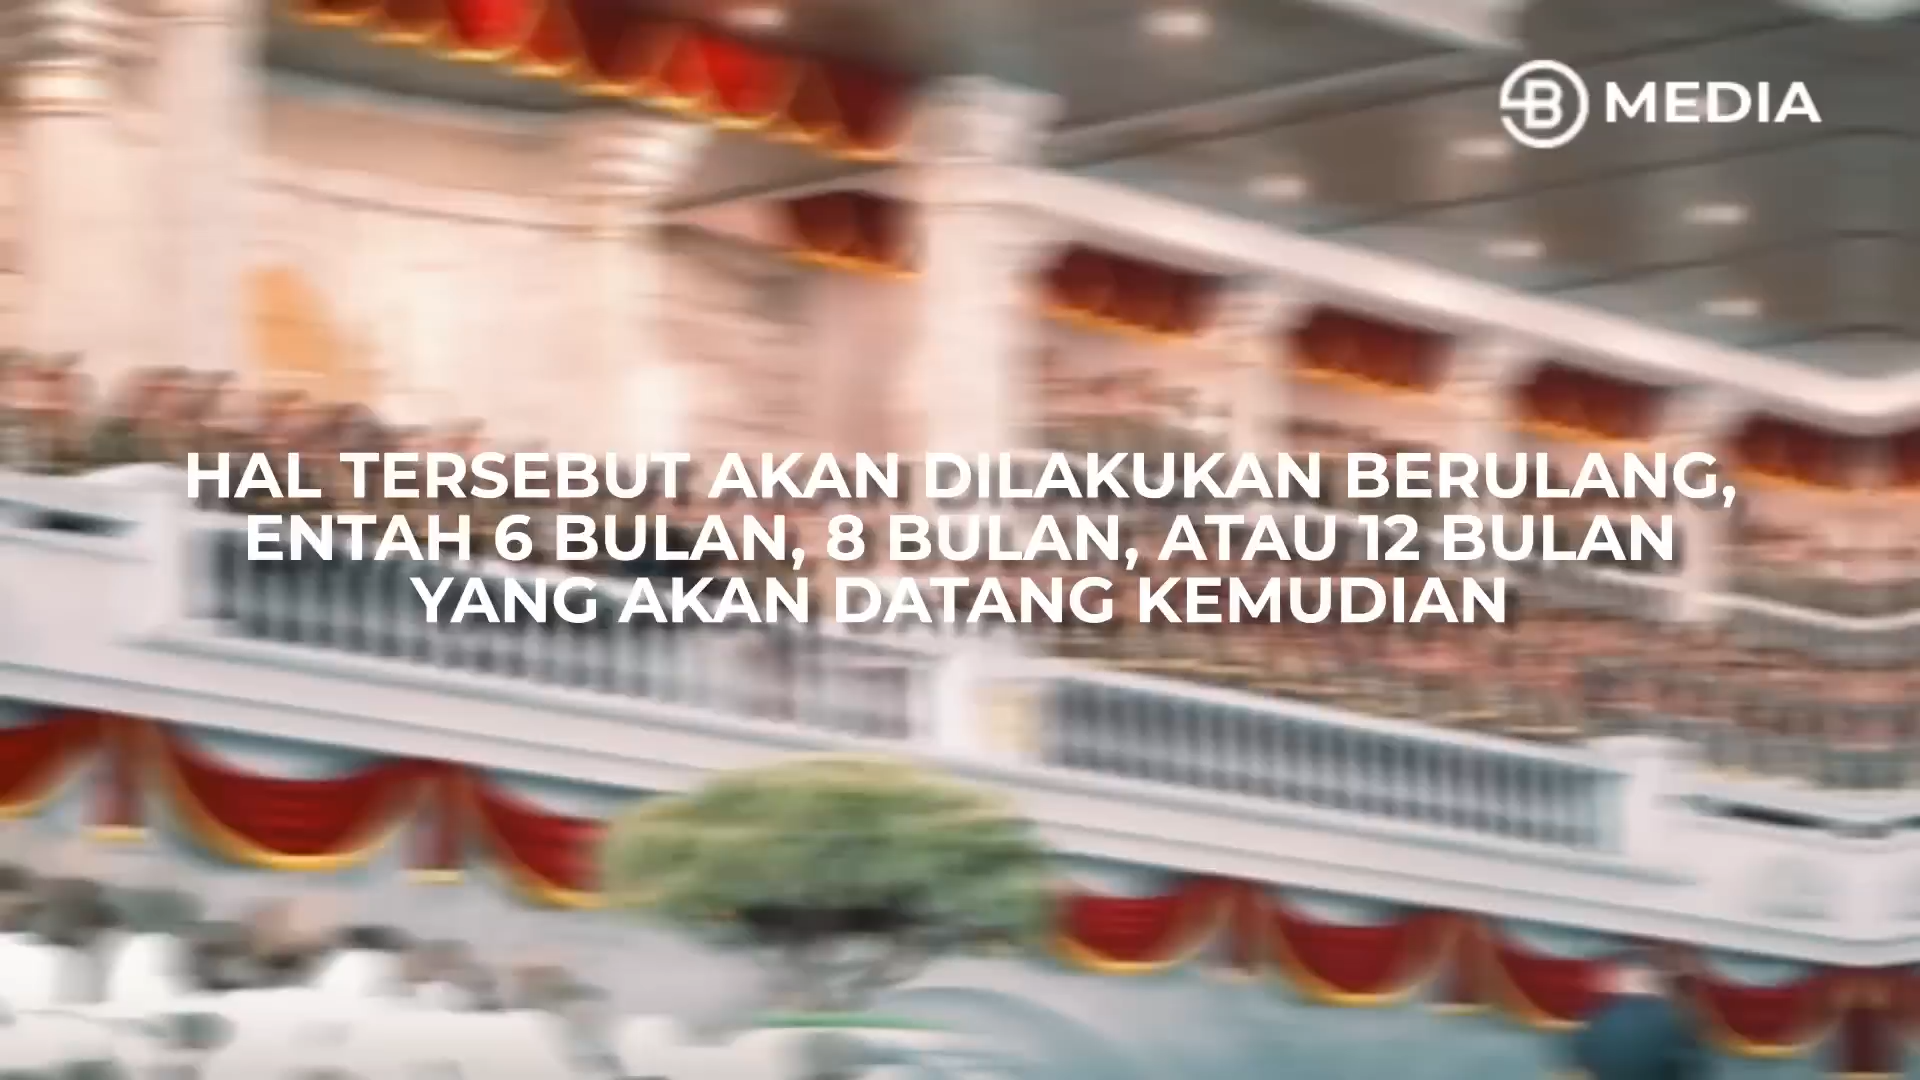 B MEDIA
HAL TERSEBUT AKAN DILAKUKAN BERULANG,
ENTAH 6 BULAN, 8 BULAN, ATAU 12 BULAN
YANG AKAN DATANG KEMUDIAN